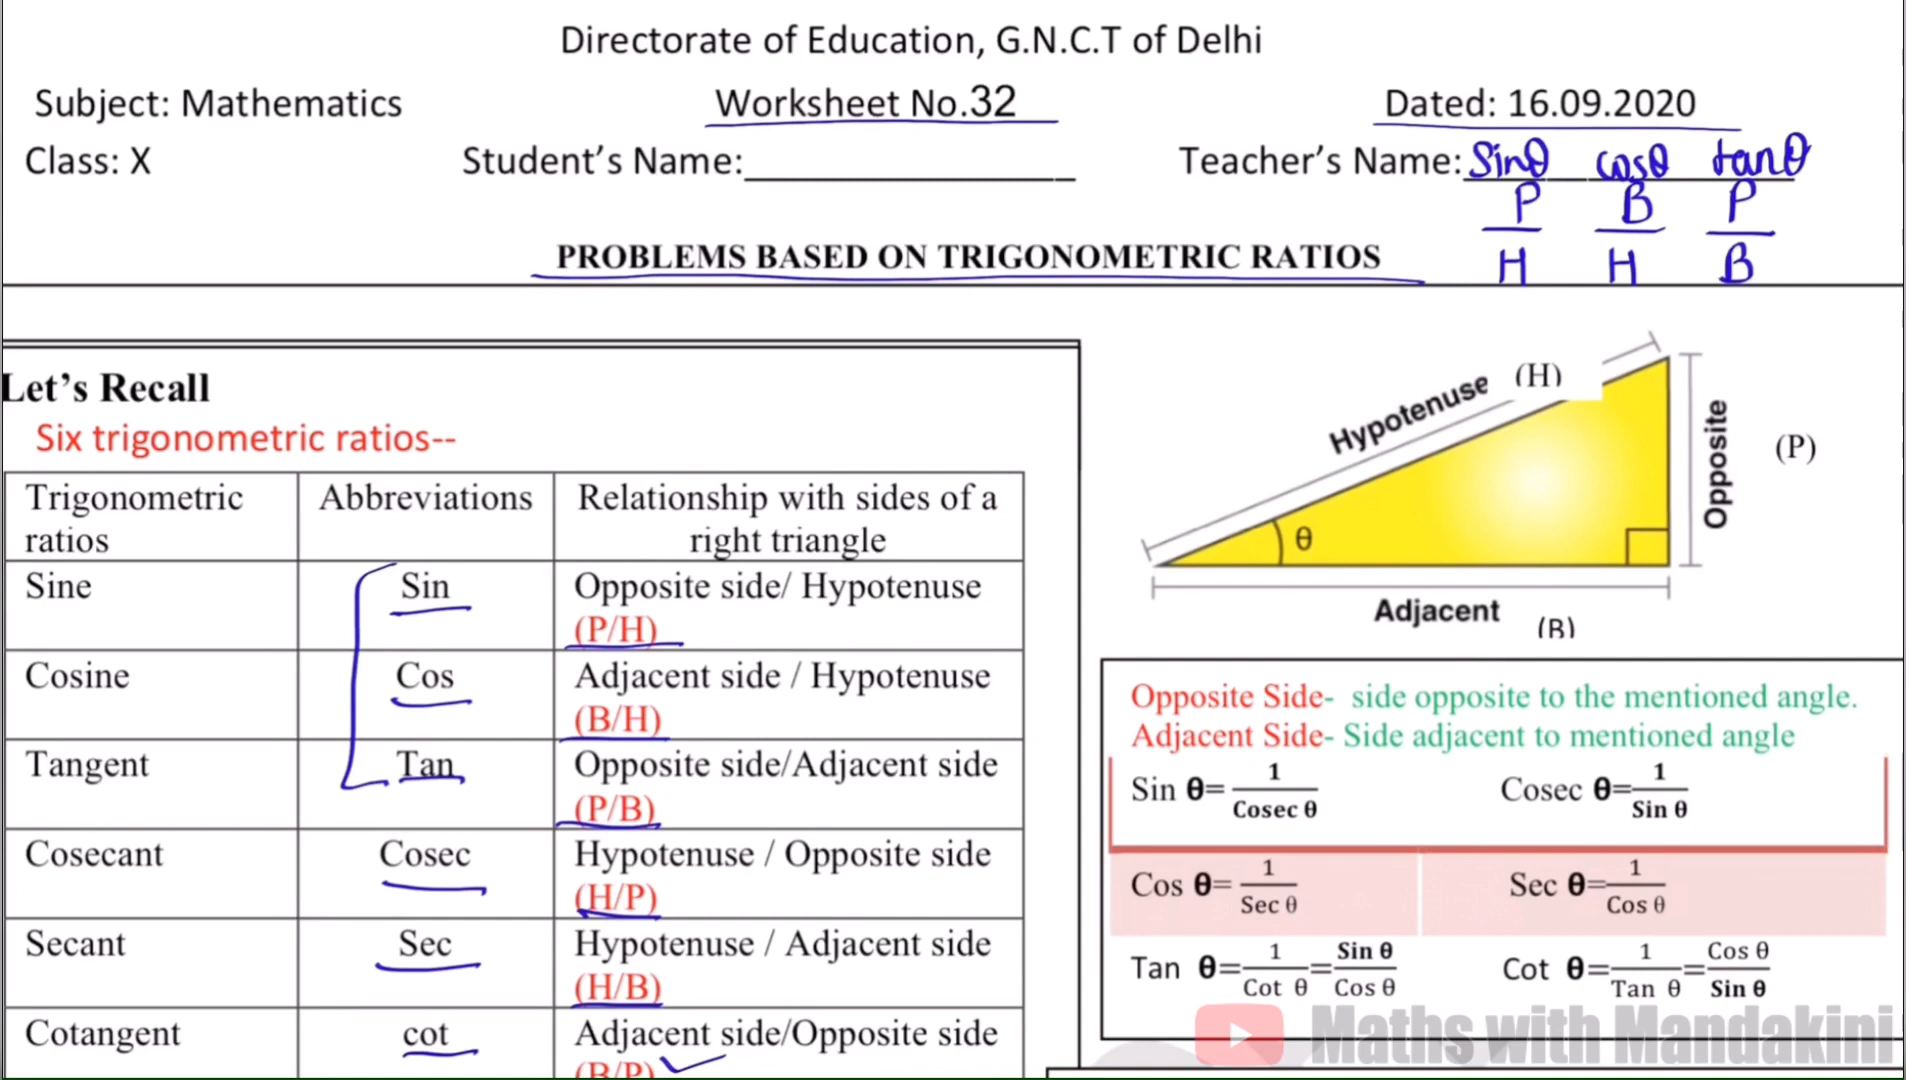 Directorate of Education, G.N.C.T of Delhi
Subject: Mathematics Worksheet No.32 Dated: 16.09.2020
Class: X Student’s Name:________________ Teacher’s Name:
Sinθ cosθ tanθ
P B P
H H B
PROBLEMS BASED ON TRIGONOMETRIC RATIOS
Let’s Recall
Six trigonometric ratios--
Trigonometric ratios Abbreviations Relationship with sides of a right triangle
Sine Sin Opposite side/ Hypotenuse
(P/H)
Cosine Cos Adjacent side / Hypotenuse
(B/H)
Tangent Tan Opposite side/Adjacent side
(P/B)
Cosecant Cosec Hypotenuse / Opposite side
(H/P)
Secant Sec Hypotenuse / Adjacent side
(H/B)
Cotangent cot Adjacent side/Opposite side
(B/P)
Hypotenuse (H)
Opposite (P)
θ
Adjacent (B)
Opposite Side- side opposite to the mentioned angle.
Adjacent Side- Side adjacent to mentioned angle
Sin θ= 1/Cosec θ Cosec θ= 1/Sin θ
Cos θ= 1/Sec θ Sec θ= 1/Cos θ
Tan θ= 1/Cot θ = Sin θ/Cos θ Cot θ= 1/Tan θ = Cos θ/Sin θ
Maths with Mandakini